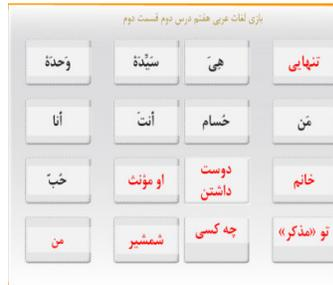 بازی لغات عربی هفتم درس دوم قسمت دوم
تنهایی هِیَ سَیِّدَة وَحدَة
مَن حُسام أنتَ أنا
خانم دوست داشتن او مؤنث حُبّ
تو «مذکر» چه کسی شمشیر من